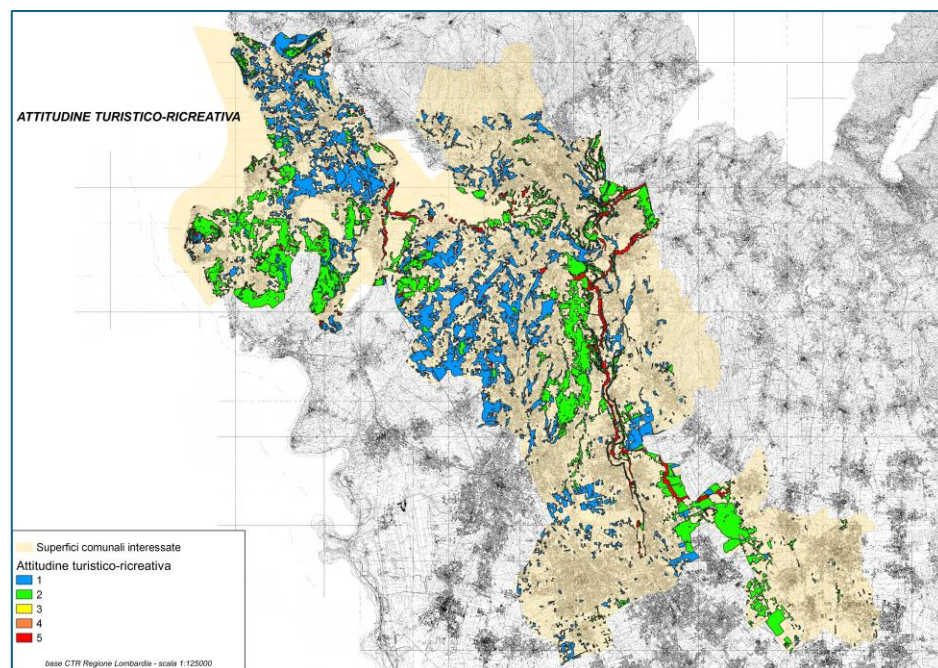 ATTITUDINE TURISTICO-RICREATIVA
Superfici comunali interessate
Attitudine turistico-ricreativa
1
2
3
4
5
base CTR Regione Lombardia - scala 1:125000